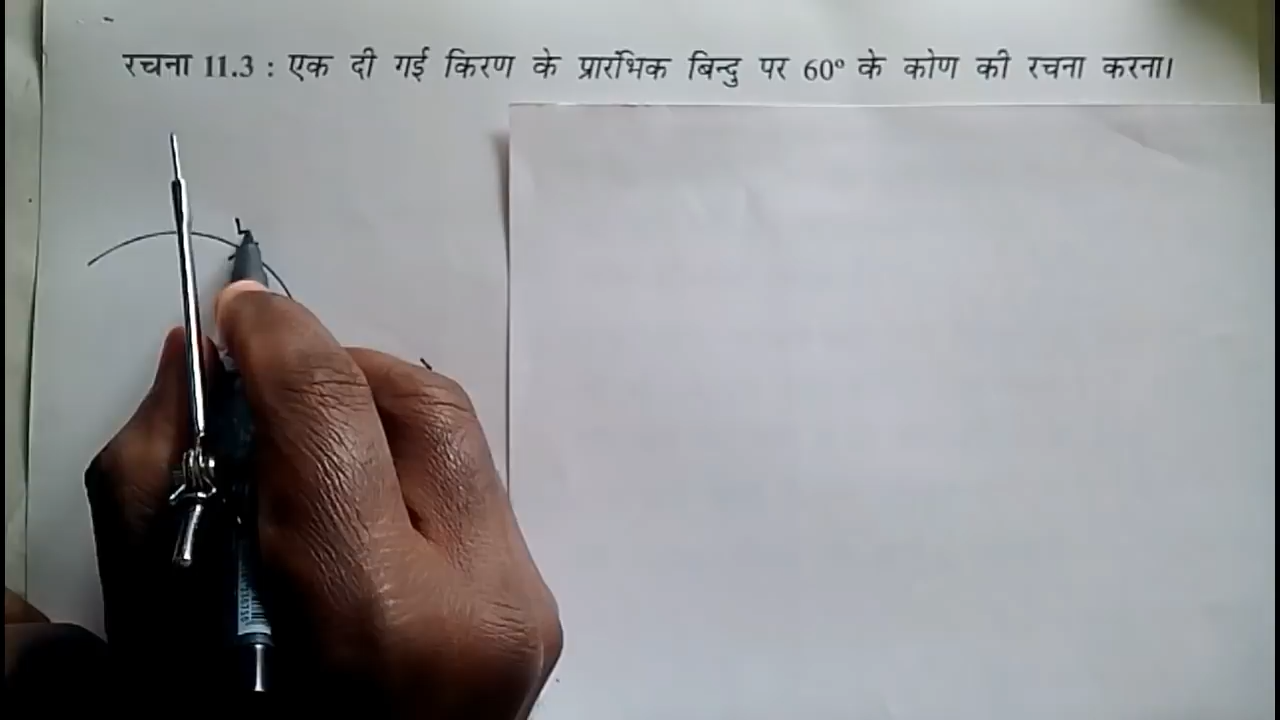 रचना 11.3 : एक दी गई किरण के प्रारंभिक बिन्दु पर 60° के कोण की रचना करना।